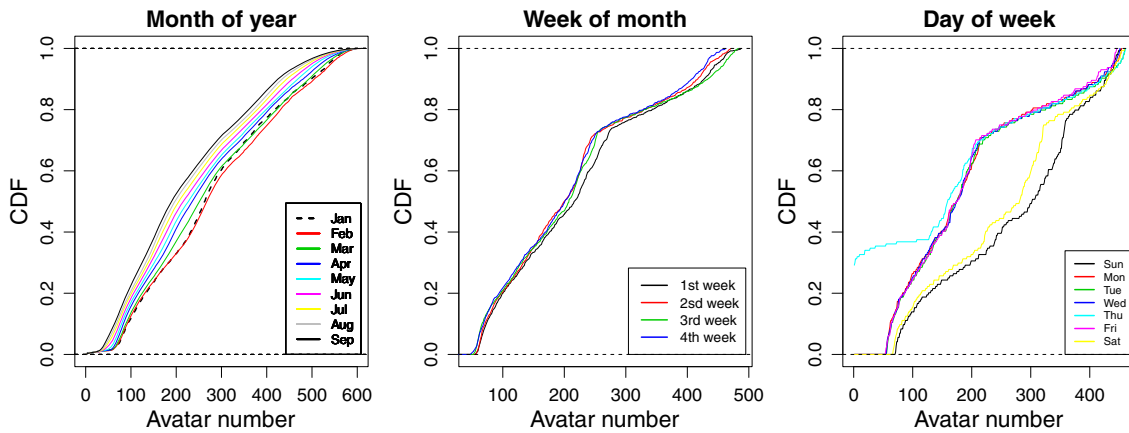 Month of year
CDF
0.0 0.2 0.4 0.6 0.8 1.0
Jan
Feb
Mar
Apr
May
Jun
Jul
Aug
Sep
0 100 200 300 400 500 600
Avatar number
Week of month
CDF
0.0 0.2 0.4 0.6 0.8 1.0
1st week
2sd week
3rd week
4th week
100 200 300 400 500
Avatar number
Day of week
CDF
0.0 0.2 0.4 0.6 0.8 1.0
Sun
Mon
Tue
Wed
Thu
Fri
Sat
0 100 200 300 400
Avatar number